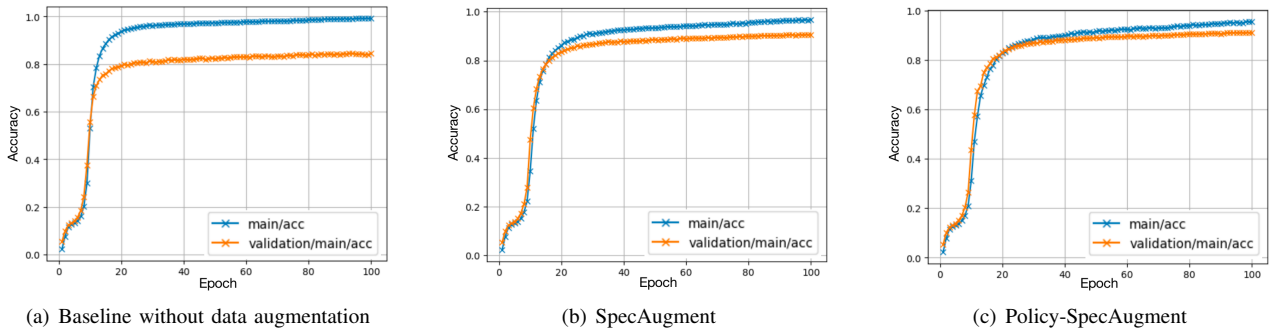 1.0
0.8
0.6
0.4
0.2
0.0
Accuracy
0
20
40
60
80
100
Epoch
main/acc
validation/main/acc
(a) Baseline without data augmentation
1.0
0.8
0.6
0.4
0.2
0.0
Accuracy
0
20
40
60
80
100
Epoch
main/acc
validation/main/acc
(b) SpecAugment
1.0
0.8
0.6
0.4
0.2
0.0
Accuracy
0
20
40
60
80
100
Epoch
main/acc
validation/main/acc
(c) Policy-SpecAugment